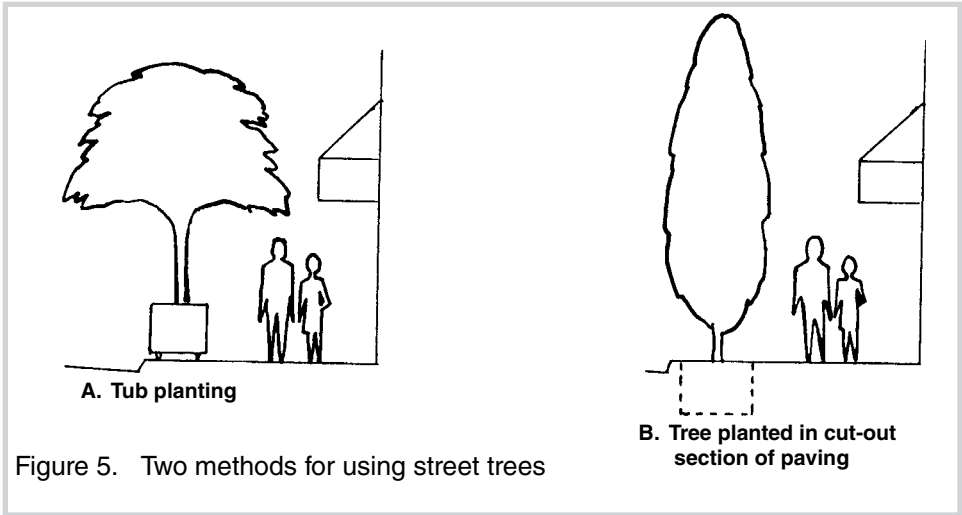 A. Tub planting
B. Tree planted in cut-out
section of paving
Figure 5. Two methods for using street trees